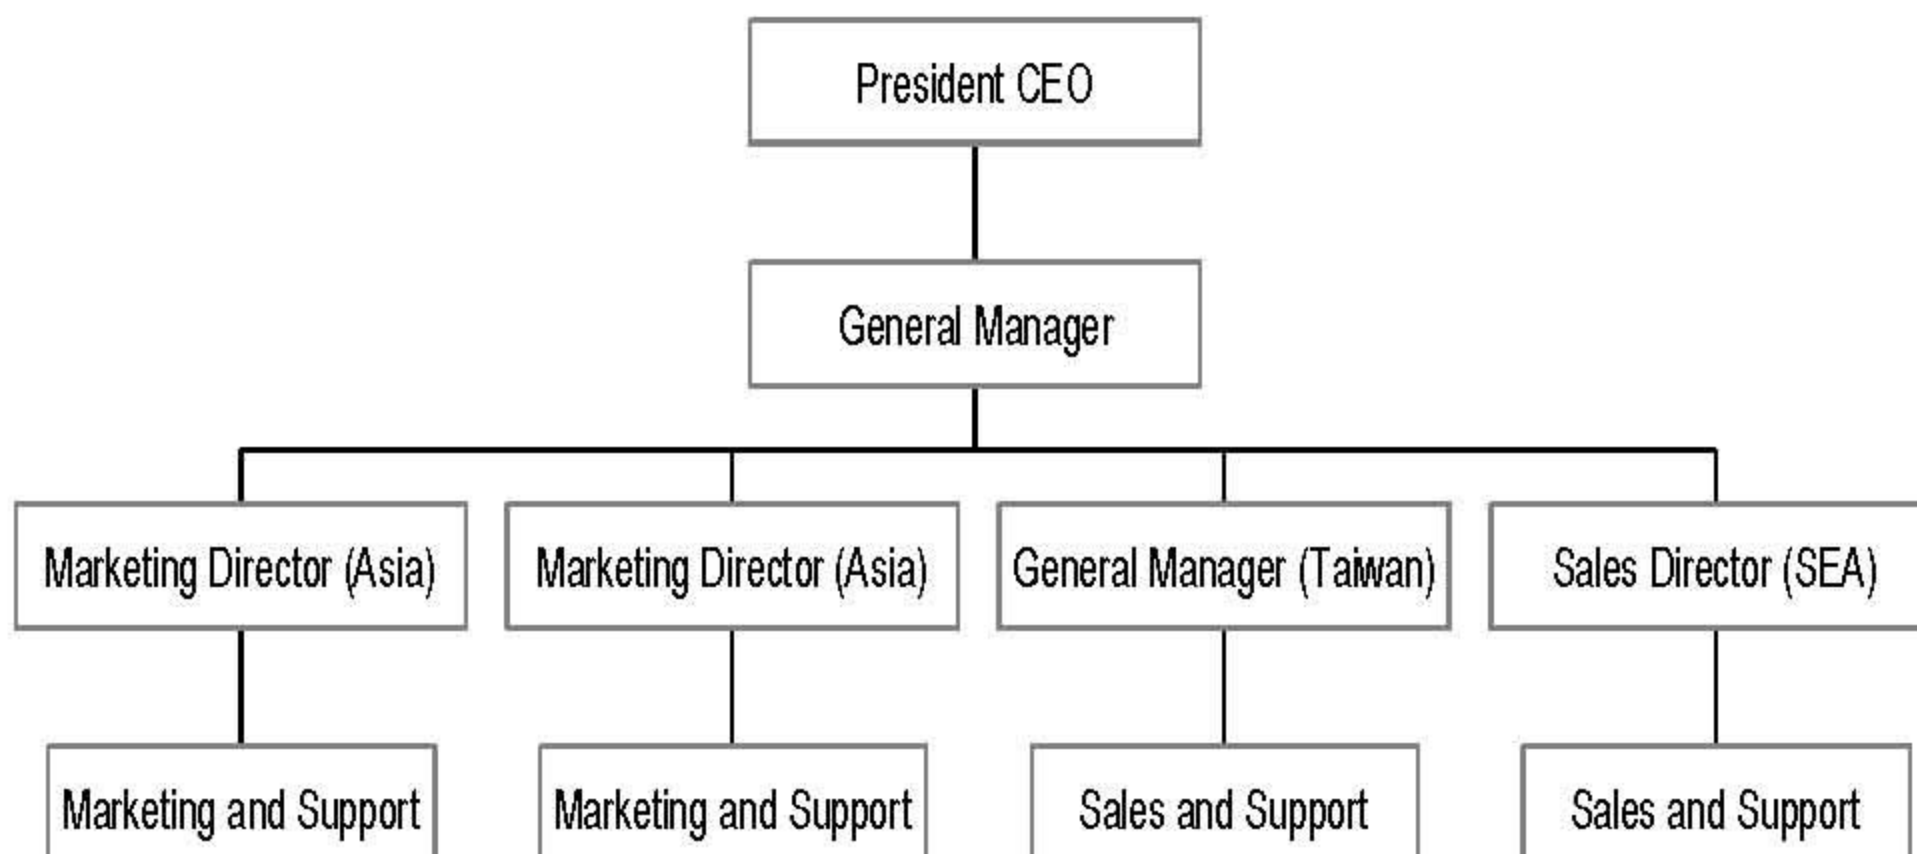 President CEO
General Manager
Marketing Director (Asia)
Marketing Director (Asia)
General Manager (Taiwan)
Sales Director (SEA)
Marketing and Support
Marketing and Support
Sales and Support
Sales and Support